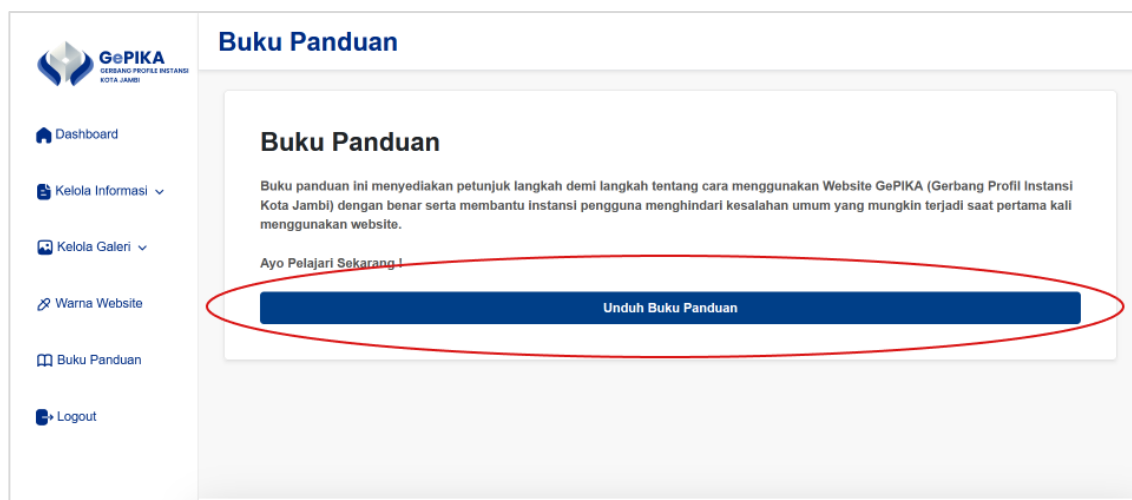 GePIKA
GERBANG PROFILE INSTANSI
KOTA JAMBI
Dashboard
Kelola Informasi
Kelola Galeri
Warna Website
Buku Panduan
Logout
Buku Panduan
Buku Panduan
Buku panduan ini menyediakan petunjuk langkah demi langkah tentang cara menggunakan Website GePIKA (Gerbang Profil Instansi
Kota Jambi) dengan benar serta membantu instansi pengguna menghindari kesalahan umum yang mungkin terjadi saat pertama kali
menggunakan website.
Ayo Pelajari Sekarang !
Unduh Buku Panduan